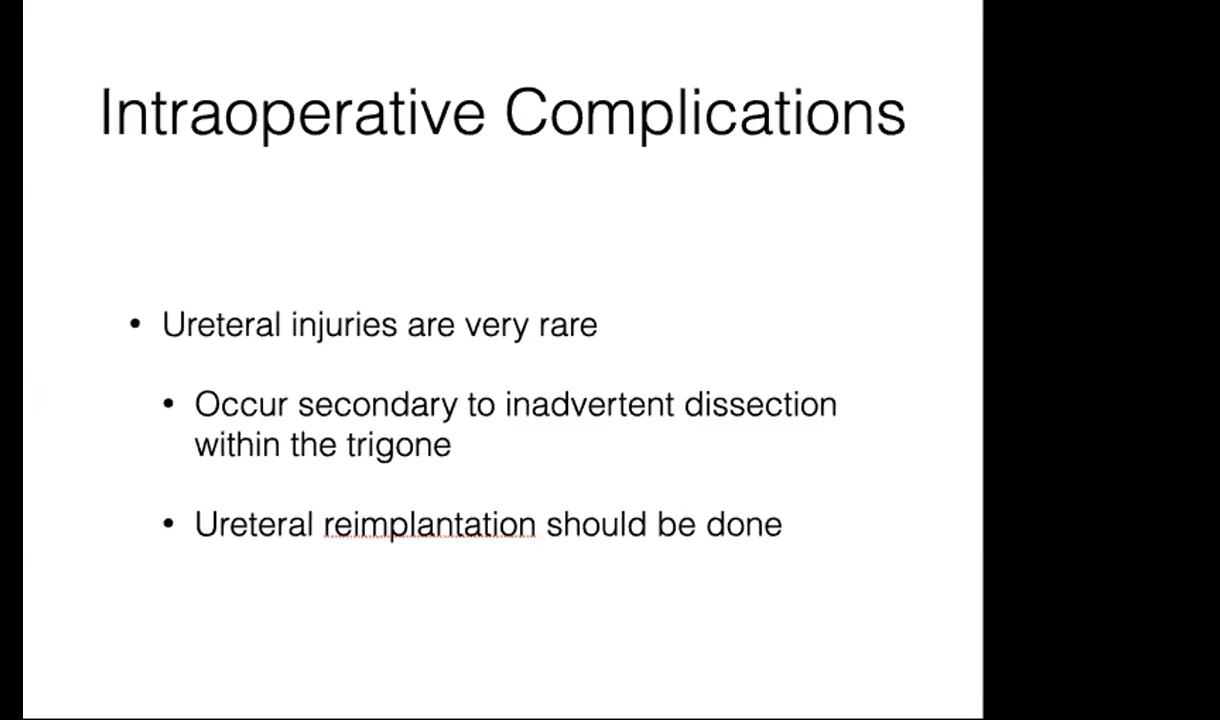 Intraoperative Complications
• Ureteral injuries are very rare
• Occur secondary to inadvertent dissection
within the trigone
• Ureteral reimplantation should be done